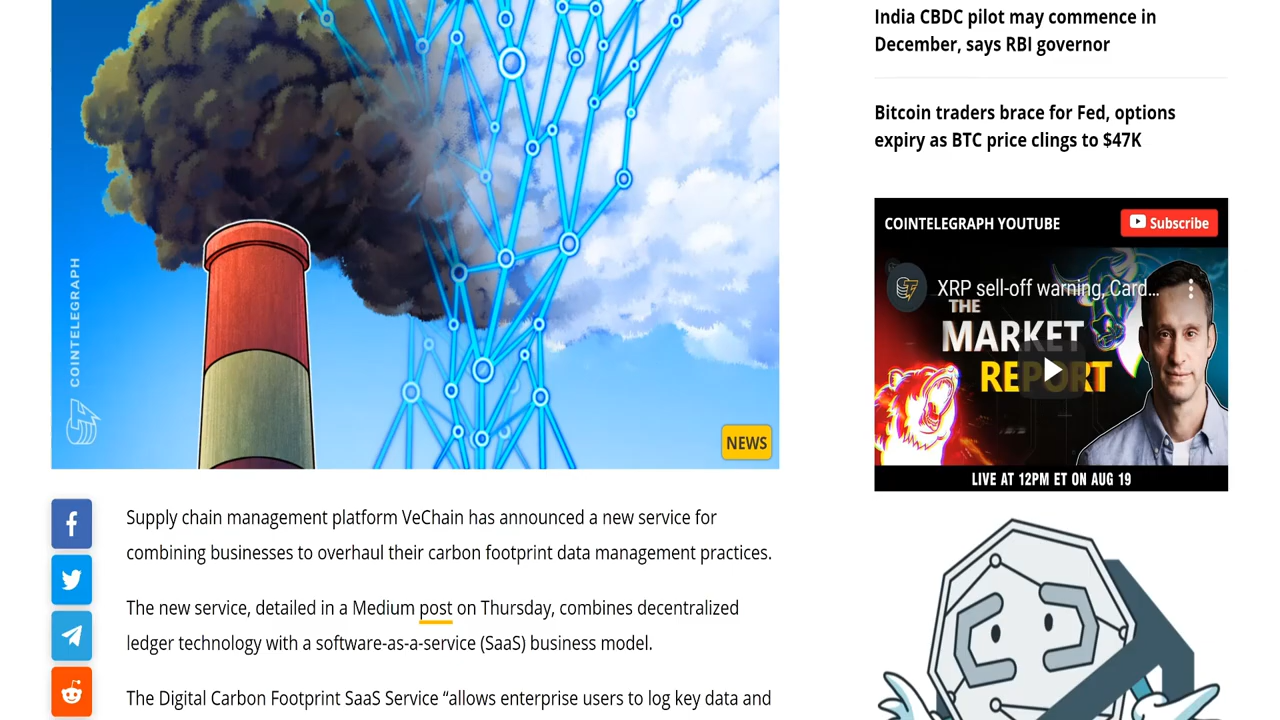 COINTELEGRAPH
NEWS
Supply chain management platform VeChain has announced a new service for
combining businesses to overhaul their carbon footprint data management practices.
The new service, detailed in a Medium post on Thursday, combines decentralized
ledger technology with a software-as-a-service (SaaS) business model.
The Digital Carbon Footprint SaaS Service “allows enterprise users to log key data and
India CBDC pilot may commence in
December, says RBI governor
Bitcoin traders brace for Fed, options
expiry as BTC price clings to $47K
COINTELEGRAPH YOUTUBE
Subscribe
XRP sell-off warning, Card...
THE
MARKET
REPORT
LIVE AT 12PM ET ON AUG 19